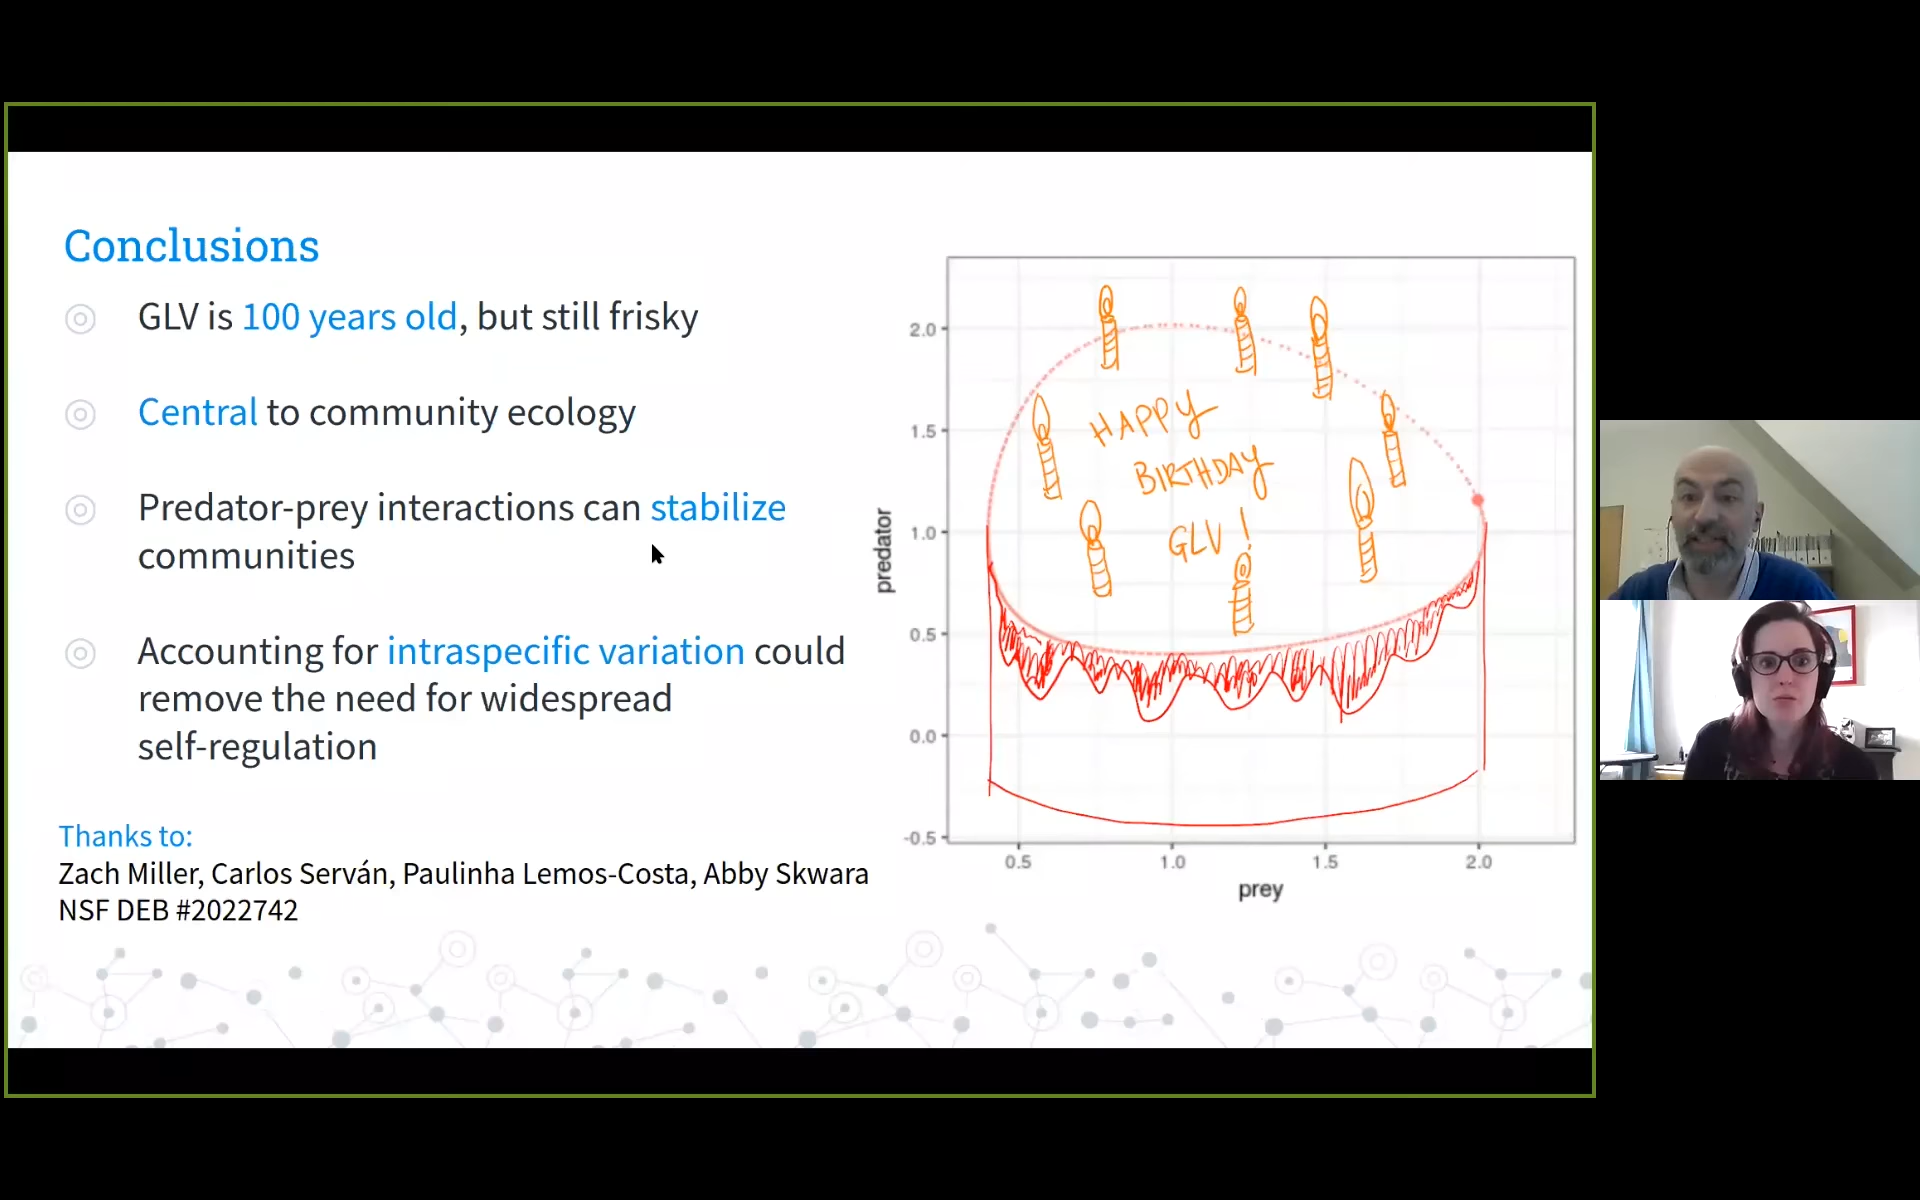 Conclusions
GLV is 100 years old, but still frisky
Central to community ecology
Predator-prey interactions can stabilize
communities
Accounting for intraspecific variation could
remove the need for widespread
self-regulation
Thanks to:
Zach Miller, Carlos Serván, Paulinha Lemos-Costa, Abby Skwara
NSF DEB #2022742
predator
2.0
1.5
1.0
0.5
0.0
-0.5
HAPPY
BIRTHDAY
GLV!
0.5 1.0 1.5 2.0
prey